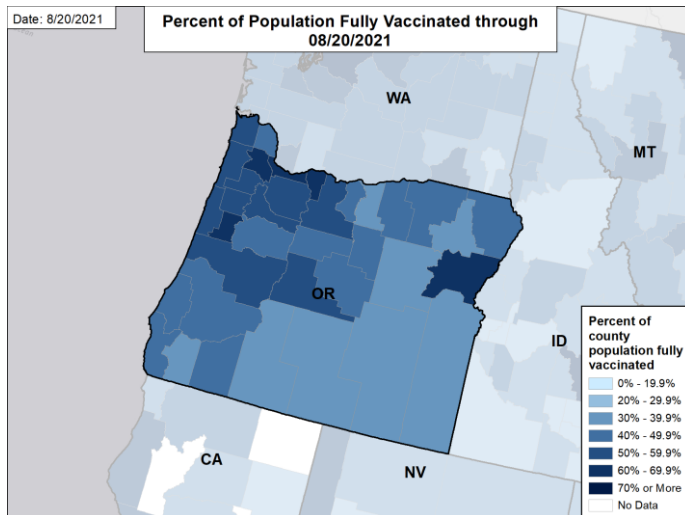 Date: 8/20/2021
Percent of Population Fully Vaccinated through
08/20/2021
WA
MT
OR
ID
CA
NV
Percent of
county
population fully
vaccinated
0% - 19.9%
20% - 29.9%
30% - 39.9%
40% - 49.9%
50% - 59.9%
60% - 69.9%
70% or More
No Data